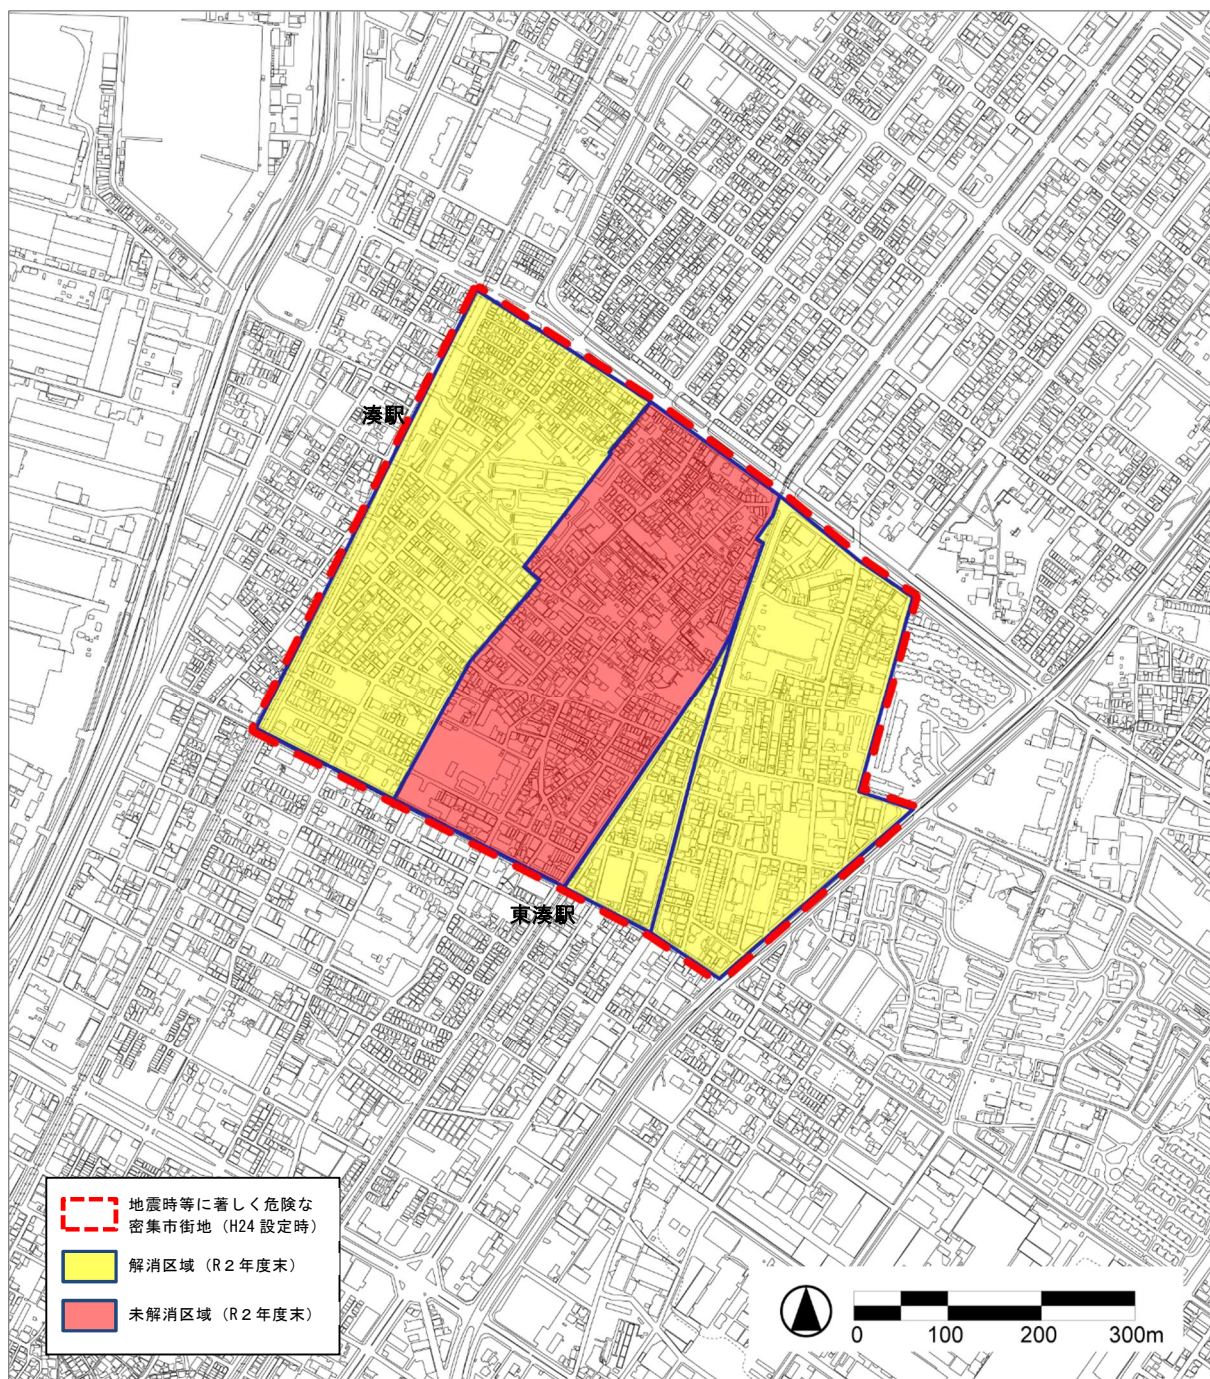 湊駅
東湊駅
地震時等に著しく危険な
密集市街地（H24 設定時）
解消区域（R２年度末）
未解消区域（R２年度末）
0 100 200 300m